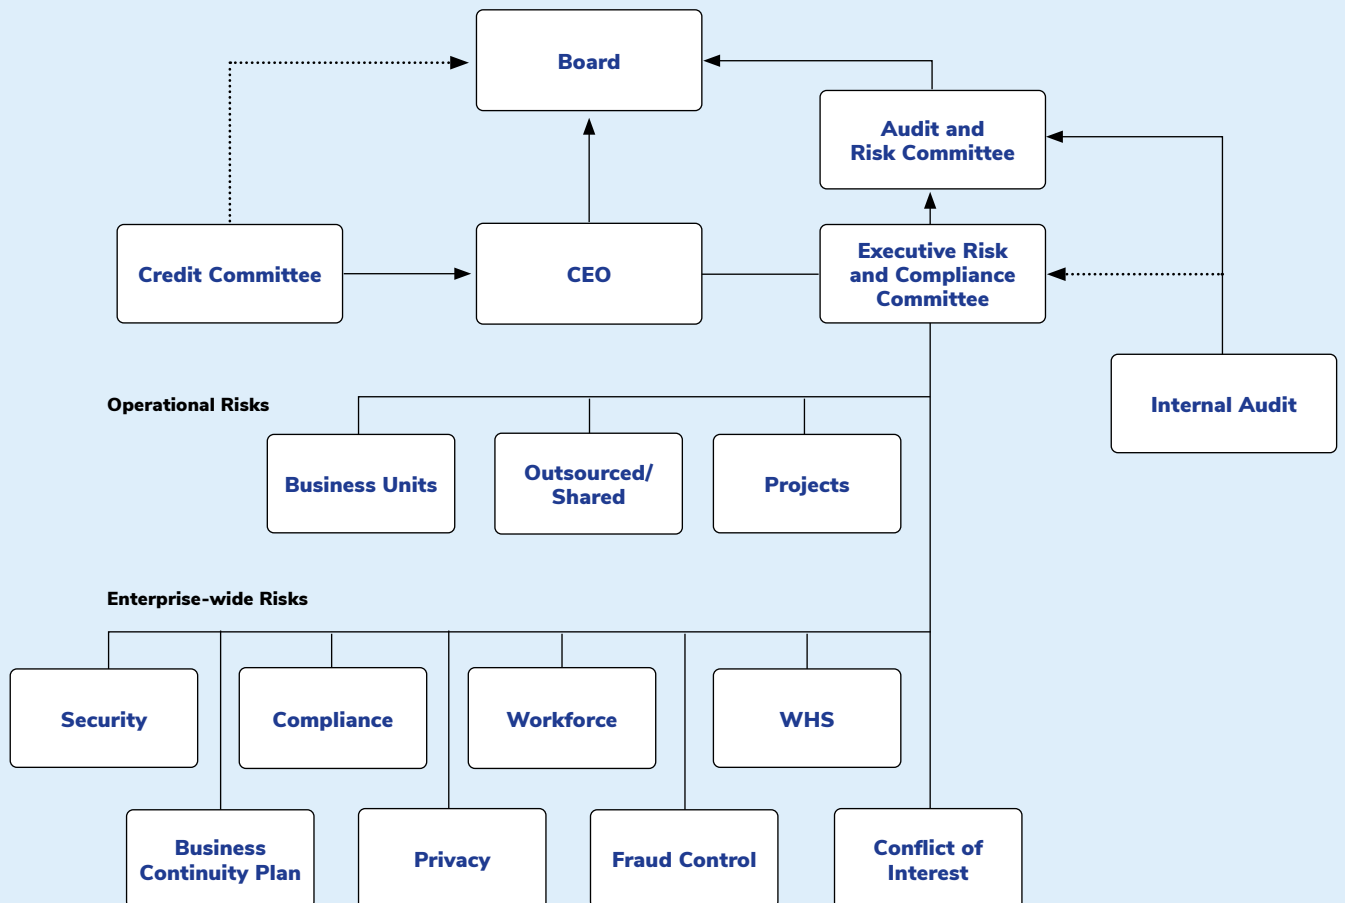 Board
Audit and
Risk Committee
Credit Committee
CEO
Executive Risk
and Compliance
Committee
Internal Audit
Operational Risks
Business Units
Outsourced/
Shared
Projects
Enterprise-wide Risks
Security
Compliance
Workforce
WHS
Business
Continuity Plan
Privacy
Fraud Control
Conflict of
Interest